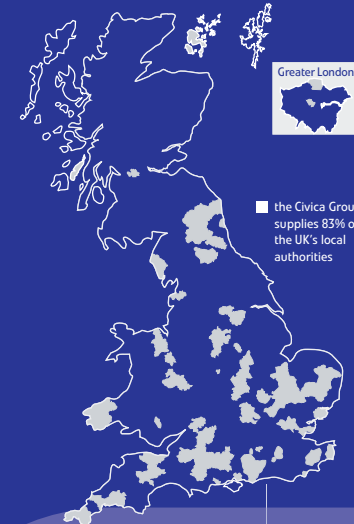 Greater London
the Civica Grou
supplies 83% o
the UK's local
authorities